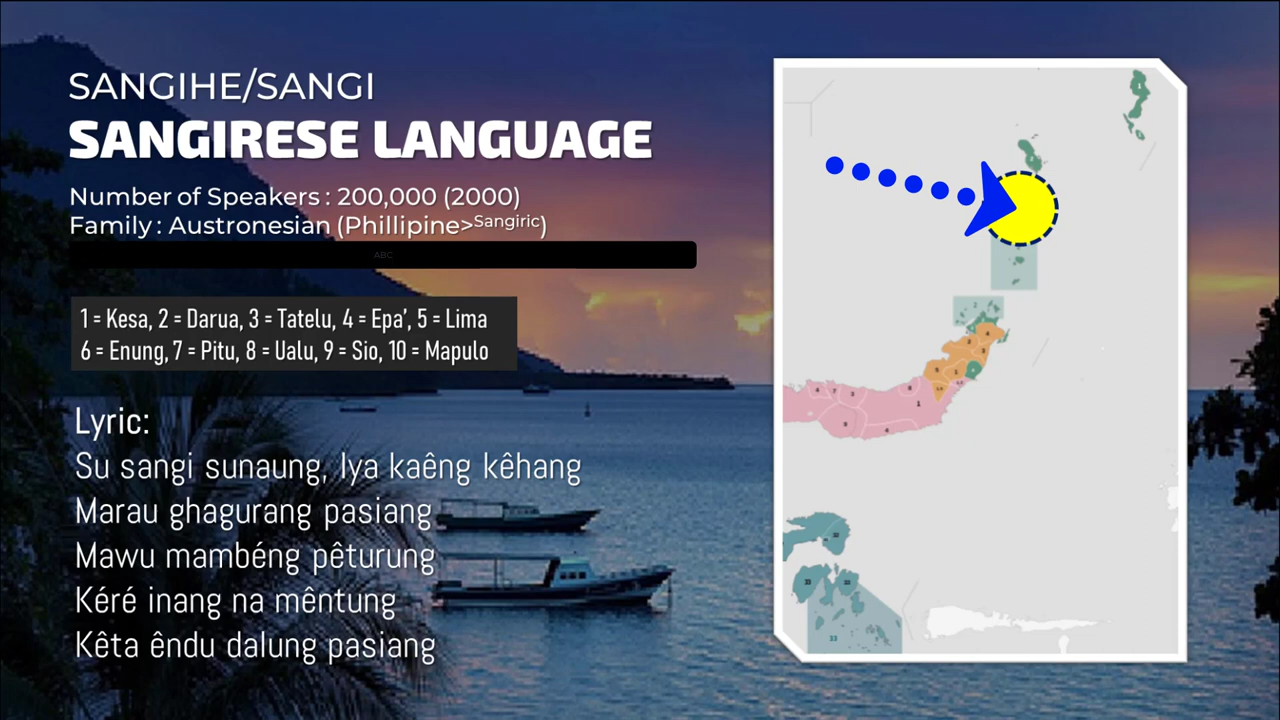 SANGIHE/SANGI
SANGIRESE LANGUAGE
Number of Speakers : 200,000 (2000)
Family : Austronesian (Phillipine>Sangiric)
ABC
1 = Kesa, 2 = Darua, 3 = Tatelu, 4 = Epa’, 5 = Lima
6 = Enung, 7 = Pitu, 8 = Ualu, 9 = Sio, 10 = Mapulo
Lyric:
Su sangi sunaung, Iya kaêng kêhang
Marau ghagurang pasiang
Mawu mambéng pêturung
Kéré inang na mêntung
Kêta êndu dalung pasiang